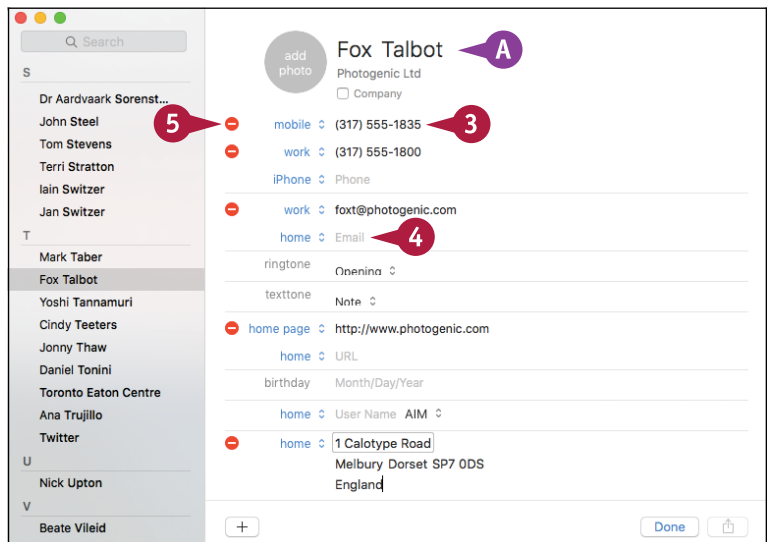 Search
S
Dr Aardvaark Sorenst...
John Steel
Tom Stevens
Terri Stratton
Iain Switzer
Jan Switzer
T
Mark Taber
Fox Talbot
Yoshi Tannamuri
Cindy Teeters
Jonny Thaw
Daniel Tonini
Toronto Eaton Centre
Ana Trujillo
Twitter
U
Nick Upton
V
Beate Vileid
add
photo
Fox Talbot A
Photogenic Ltd
Company
5 mobile (317) 555-1835 3
work (317) 555-1800
iPhone Phone
work foxt@photogenic.com
home Email 4
ringtone Opening
texttone Note
home page http://www.photogenic.com
home URL
birthday Month/Day/Year
home User Name AIM
home 1 Calotype Road
Melbury Dorset SP7 0DS
England
+ Done